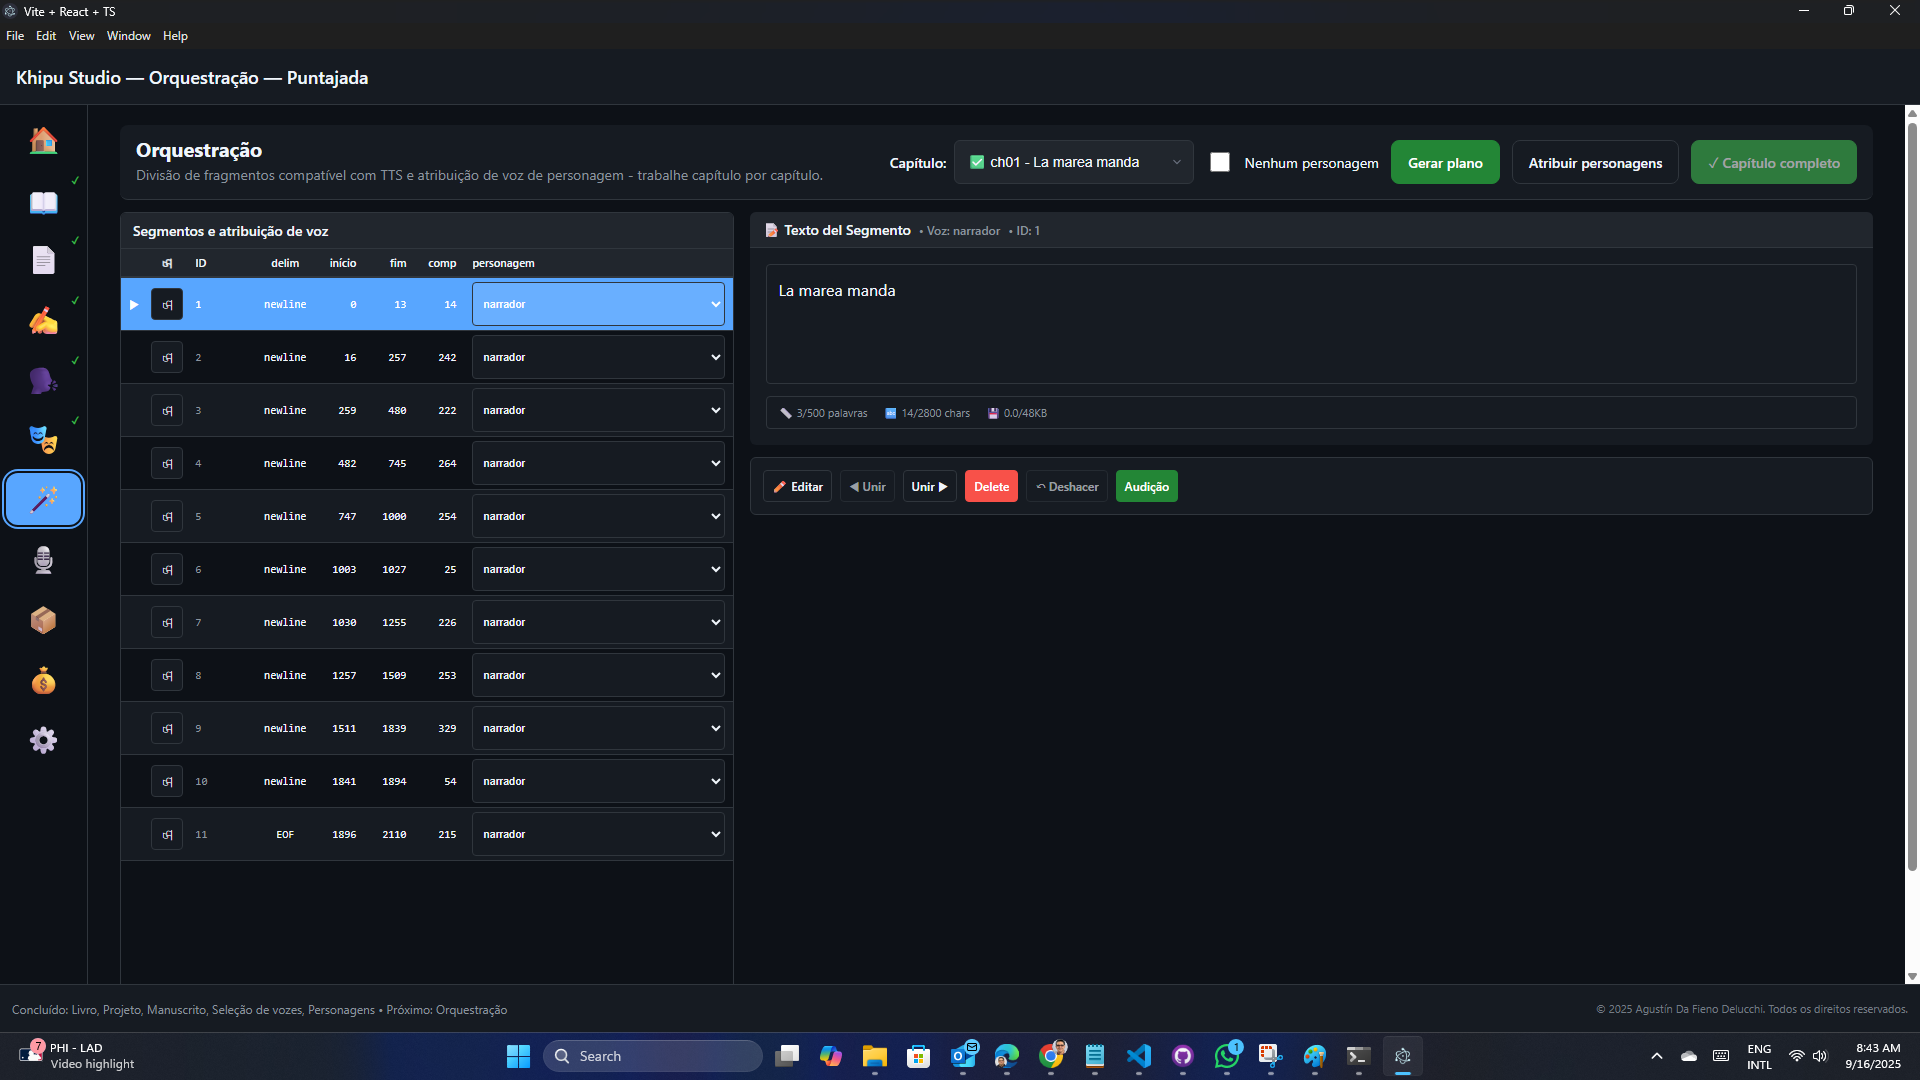 Vite + React + TS
File Edit View Window Help
Khipu Studio — Orquestração — Puntajada
Orquestração
Divisão de fragmentos compatível com TTS e atribuição de voz de personagem - trabalhe capítulo por capítulo.
Capítulo: ✅ ch01 - La marea manda Nenhum personagem Gerar plano Atribuir personagens ✓ Capítulo completo
Segmentos e atribuição de voz
ID delim início fim comp personagem
1 newline 0 13 14 narrador
2 newline 16 257 242 narrador
3 newline 259 480 222 narrador
4 newline 482 745 264 narrador
5 newline 747 1000 254 narrador
6 newline 1003 1027 25 narrador
7 newline 1030 1255 226 narrador
8 newline 1257 1509 253 narrador
9 newline 1511 1839 329 narrador
10 newline 1841 1894 54 narrador
11 EOF 1896 2110 215 narrador
Texto del Segmento • Voz: narrador • ID: 1
La marea manda
3/500 palavras 14/2800 chars 0.0/48KB
Editar ◀ Unir Unir ▶ Delete ↶ Deshacer Audição
Concluído: Livro, Projeto, Manuscrito, Seleção de vozes, Personagens • Próximo: Orquestração
© 2025 Agustín Da Fieno Delucchi. Todos os direitos reservados.
7
PHI - LAD
Video highlight
Search
1
ENG
INTL
8:43 AM
9/16/2025